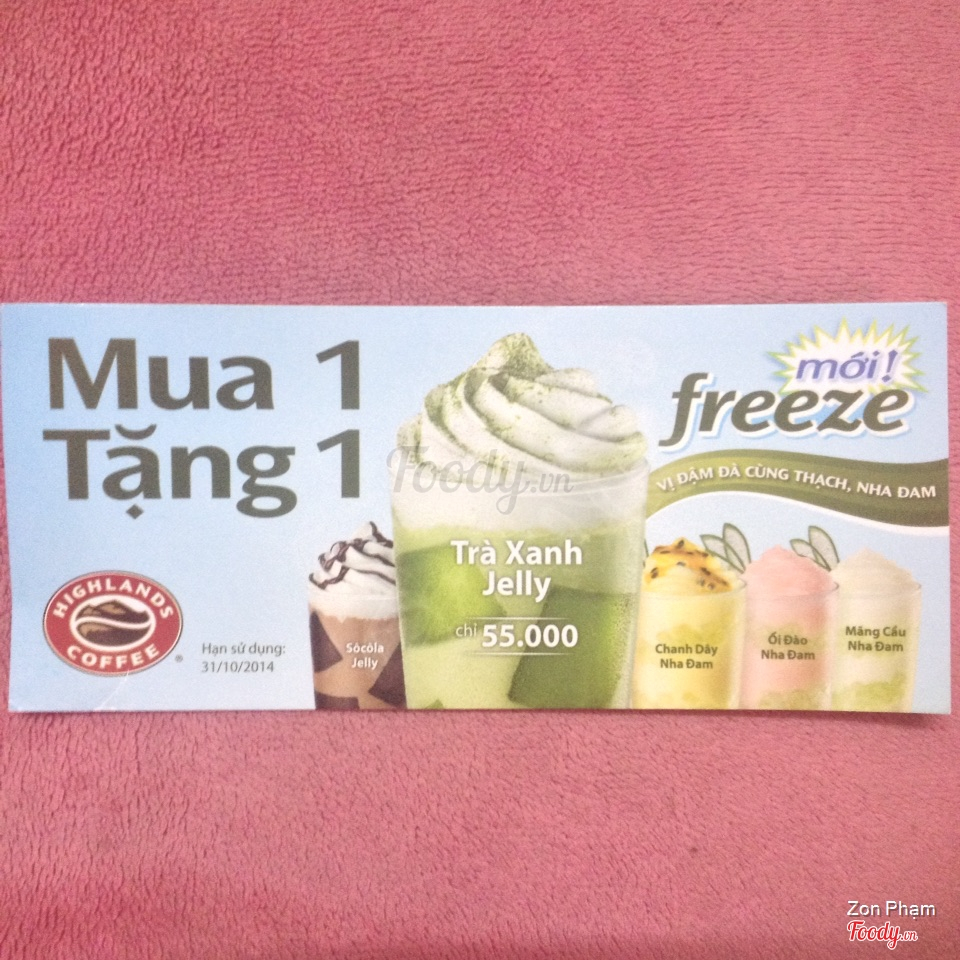 Mua 1
Tặng 1
mới!
freeze
VỊ ĐẬM ĐÀ CÙNG THẠCH, NHA ĐAM
Foody.vn
Trà Xanh
Jelly
chỉ 55.000
HIGHLANDS
COFFEE
®
Hạn sử dụng:
31/10/2014
Sôcôla
Jelly
Chanh Dây
Nha Đam
Ổi Đào
Nha Đam
Mãng Cầu
Nha Đam
Zon Phạm
Foody.vn